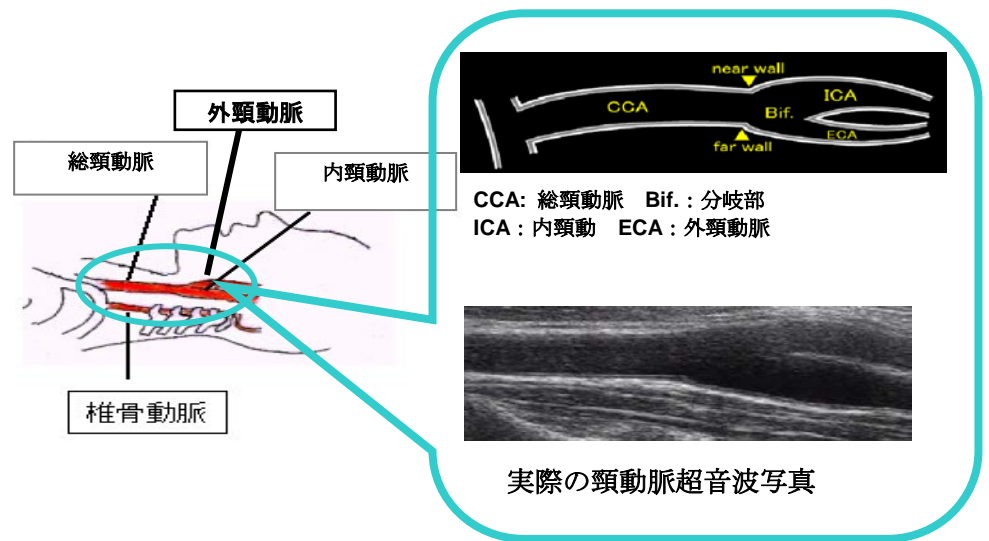 外頸動脈
総頸動脈
内頸動脈
椎骨動脈
near wall
CCA
Bif.
ICA
ECA
far wall
CCA: 総頸動脈 Bif.：分岐部
ICA：内頸動 ECA：外頸動脈
実際の頸動脈超音波写真